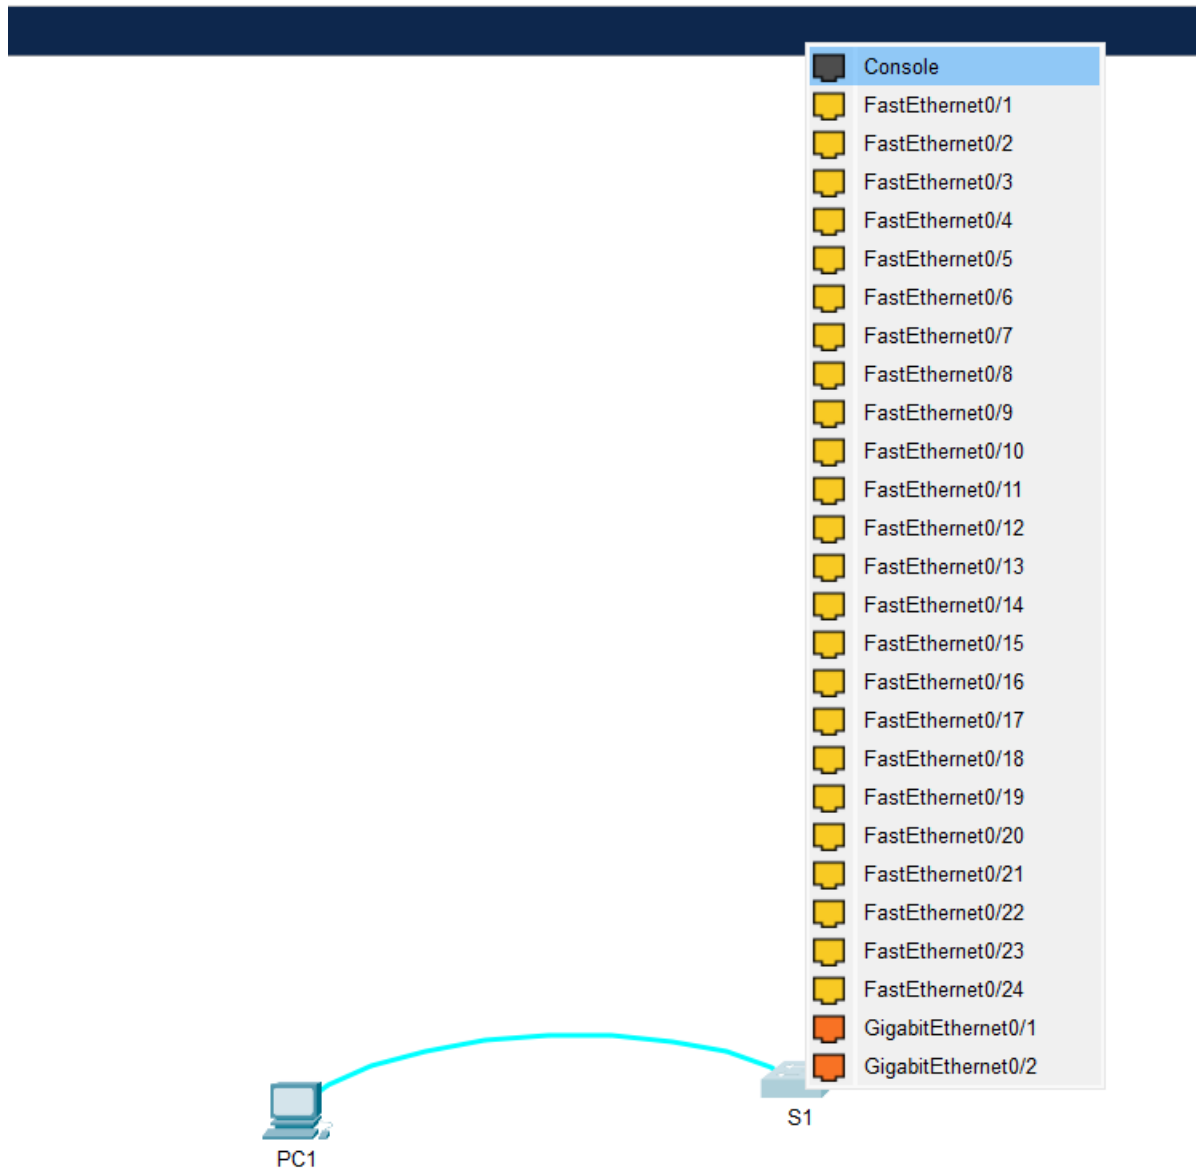 Console
FastEthernet0/1
FastEthernet0/2
FastEthernet0/3
FastEthernet0/4
FastEthernet0/5
FastEthernet0/6
FastEthernet0/7
FastEthernet0/8
FastEthernet0/9
FastEthernet0/10
FastEthernet0/11
FastEthernet0/12
FastEthernet0/13
FastEthernet0/14
FastEthernet0/15
FastEthernet0/16
FastEthernet0/17
FastEthernet0/18
FastEthernet0/19
FastEthernet0/20
FastEthernet0/21
FastEthernet0/22
FastEthernet0/23
FastEthernet0/24
GigabitEthernet0/1
GigabitEthernet0/2
S1
PC1